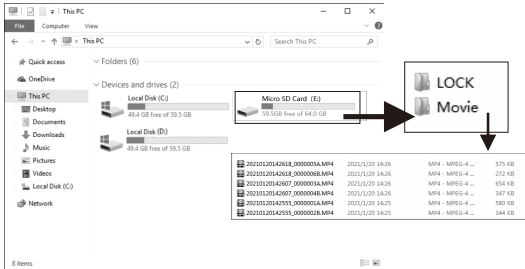 This PC
File Computer View
This PC
Search This PC
Quick access
OneDrive
This PC
Desktop
Documents
Downloads
Music
Pictures
Videos
Local Disk (C:)
Network
Folders (6)
Devices and drives (2)
Local Disk (C:)
49.4 GB free of 59.5 GB
Micro SD Card (E:)
59.5GB free of 64.0 GB
Local Disk (D:)
49.4 GB free of 59.5 GB
LOCK
Movie
20210120142618_0000005A.MP4 2021/1/20 14:26 MP4 - MPEG-4 ... 575 KB
20210120142618_0000006B.MP4 2021/1/20 14:26 MP4 - MPEG-4 ... 272 KB
20210120142607_0000003A.MP4 2021/1/20 14:26 MP4 - MPEG-4 ... 654 KB
20210120142607_0000004B.MP4 2021/1/20 14:26 MP4 - MPEG-4 ... 347 KB
20210120142555_0000001A.MP4 2021/1/20 14:25 MP4 - MPEG-4 ... 580 KB
20210120142555_0000002B.MP4 2021/1/20 14:25 MP4 - MPEG-4 ... 344 KB
8 items